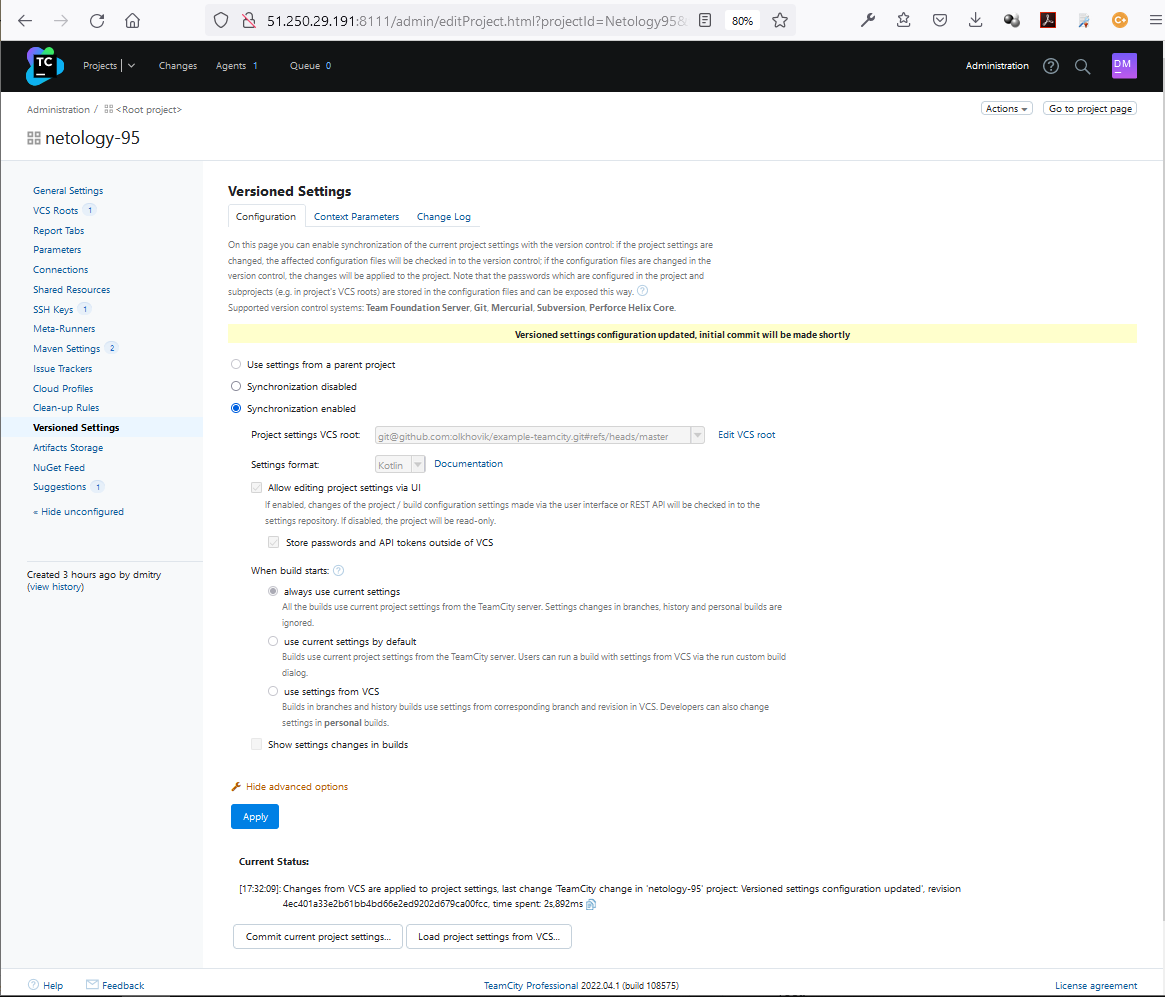 51.250.29.191:8111/admin/editProject.html?projectId=Netology95&
80%
TC
Projects
Changes
Agents 1
Queue 0
Administration
?
DM
Administration / <Root project>
Actions
Go to project page
netology-95
General Settings
VCS Roots 1
Report Tabs
Parameters
Connections
Shared Resources
SSH Keys 1
Meta-Runners
Maven Settings 2
Issue Trackers
Cloud Profiles
Clean-up Rules
Versioned Settings
Artifacts Storage
NuGet Feed
Suggestions 1
« Hide unconfigured
Created 3 hours ago by dmitry
(view history)
Versioned Settings
Configuration
Context Parameters
Change Log
On this page you can enable synchronization of the current project settings with the version control: if the project settings are
changed, the affected configuration files will be checked in to the version control; if the configuration files are changed in the
version control, the changes will be applied to the project. Note that the passwords which are configured in the project and
subprojects (e.g. in project's VCS roots) are stored in the configuration files and can be exposed this way. ?
Supported version control systems: Team Foundation Server, Git, Mercurial, Subversion, Perforce Helix Core.
Versioned settings configuration updated, initial commit will be made shortly
Use settings from a parent project
Synchronization disabled
Synchronization enabled
Project settings VCS root: git@github.com:olkhovik/example-teamcity.git#refs/heads/master Edit VCS root
Settings format: Kotlin Documentation
Allow editing project settings via UI
If enabled, changes of the project / build configuration settings made via the user interface or REST API will be checked in to the
settings repository. If disabled, the project will be read-only.
Store passwords and API tokens outside of VCS
When build starts: ?
always use current settings
All the builds use current project settings from the TeamCity server. Settings changes in branches, history and personal builds are
ignored.
use current settings by default
Builds use current project settings from the TeamCity server. Users can run a build with settings from VCS via the run custom build
dialog.
use settings from VCS
Builds in branches and history builds use settings from corresponding branch and revision in VCS. Developers can also change
settings in personal builds.
Show settings changes in builds
Hide advanced options
Apply
Current Status:
[17:32:09]: Changes from VCS are applied to project settings, last change 'TeamCity change in 'netology-95' project: Versioned settings configuration updated', revision
4ec401a33e2b61bb4bd66e2ed9202d679ca00fcc, time spent: 2s,892ms
Commit current project settings...
Load project settings from VCS...
? Help
Feedback
TeamCity Professional 2022.04.1 (build 108575)
License agreement